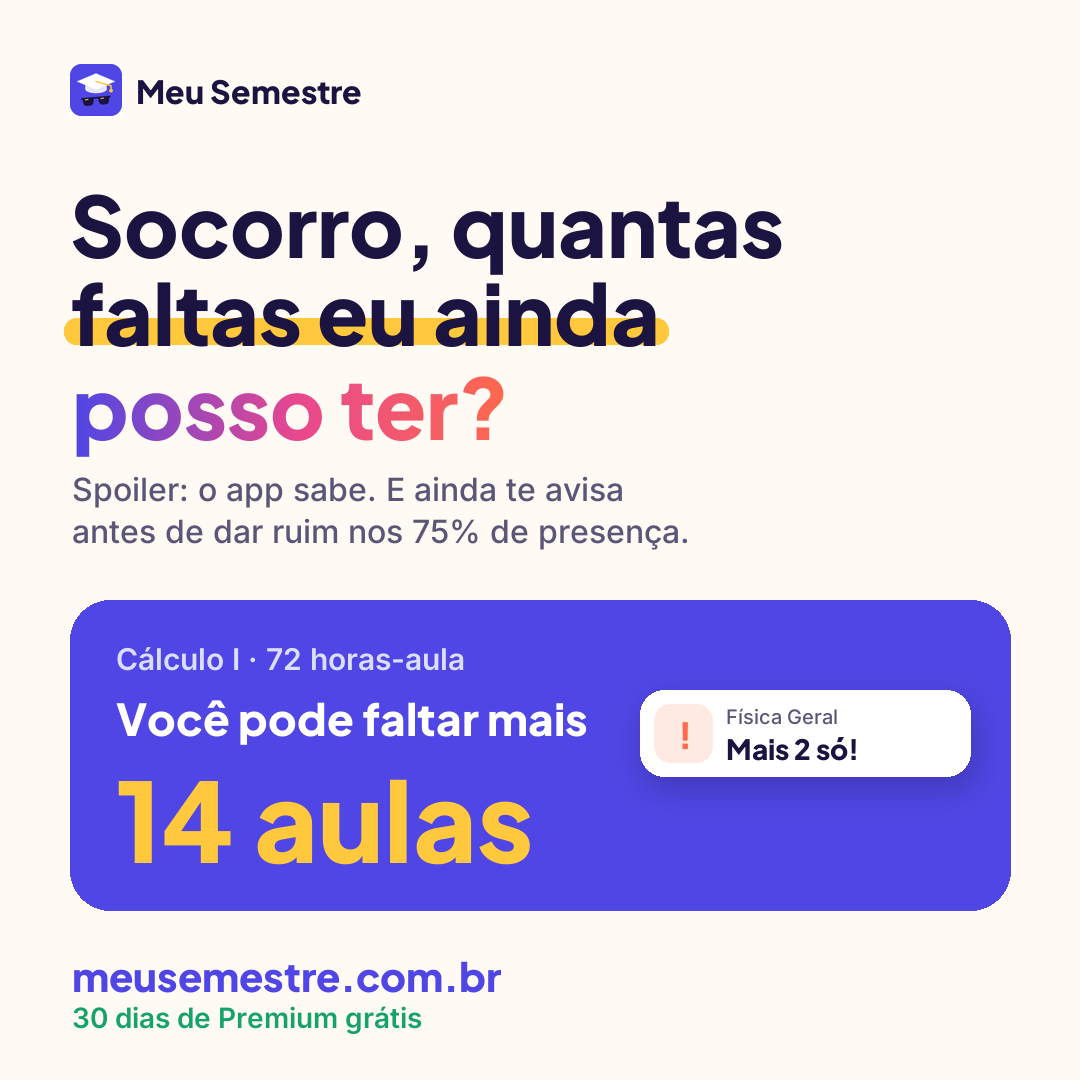 Meu Semestre
Socorro, quantas
faltas eu ainda
posso ter?
Spoiler: o app sabe. E ainda te avisa
antes de dar ruim nos 75% de presença.
Cálculo I · 72 horas-aula
Você pode faltar mais
14 aulas
!
Física Geral
Mais 2 só!
meusemestre.com.br
30 dias de Premium grátis